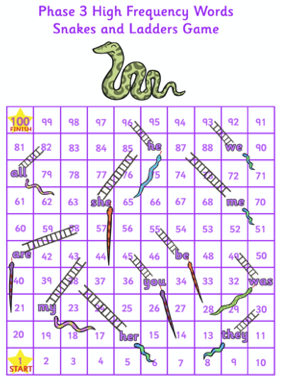 Phase 3 High Frequency Words
Snakes and Ladders Game
100 99 98 97 96 95 94 93 92 91
FINISH
81 82 83 84 85 he 87 88 we 90
all 79 78 77 76 75 72 71
61 62 63 she 65 66 67 68 me 70
60 59 58 57 56 55 54 53 52 51
are 42 43 44 45 46 be 48 49 50
40 39 38 37 36 you 34 33 32 was
21 my 23 24 25 26 27 28 29 30
20 19 18 17 her 15 14 13 they 11
1 2 3 4 5 6 7 8 9 10
START